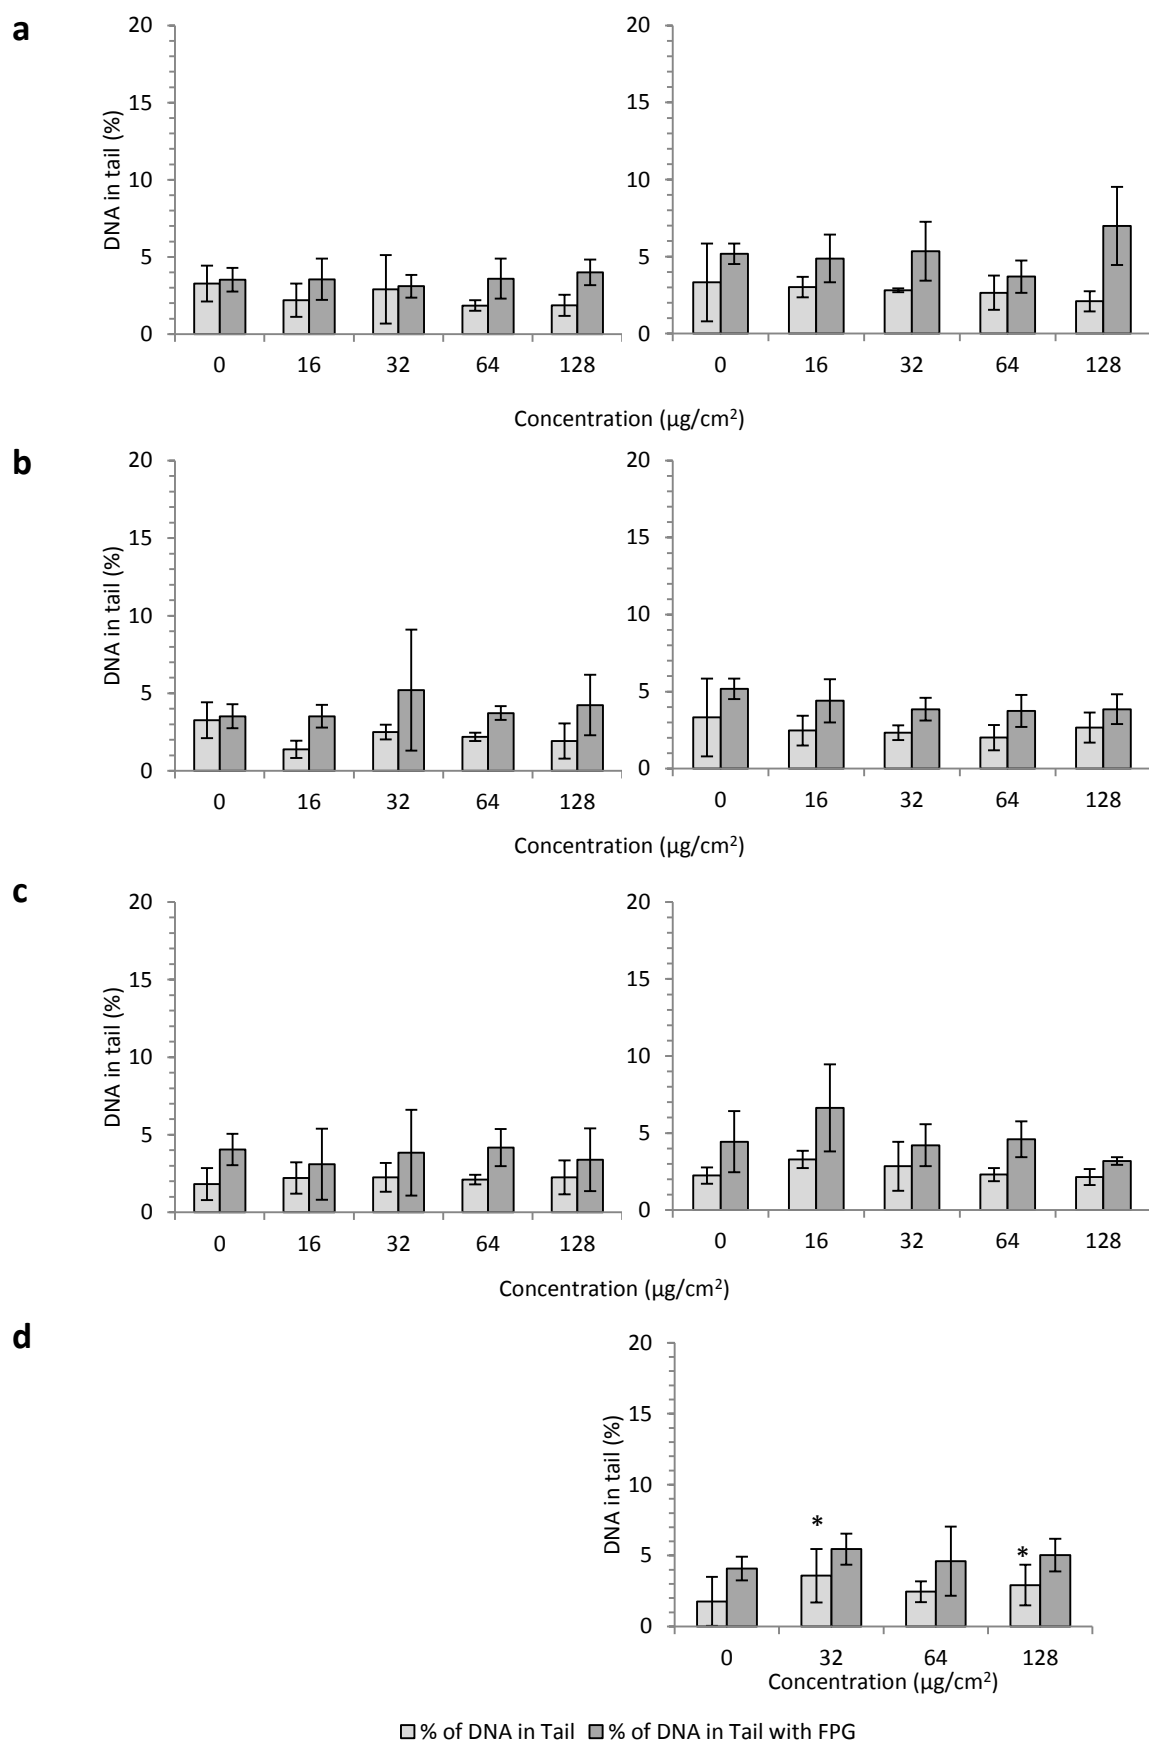 a
20
15
10
5
0
DNA in tail (%)
0 16 32 64 128
20
15
10
5
0
0 16 32 64 128
Concentration (µg/cm²)
b
20
15
10
5
0
DNA in tail (%)
0 16 32 64 128
20
15
10
5
0
0 16 32 64 128
Concentration (µg/cm²)
c
20
15
10
5
0
DNA in tail (%)
0 16 32 64 128
20
15
10
5
0
0 16 32 64 128
Concentration (µg/cm²)
d
20
15
10
5
0
DNA in tail (%)
*
*
0 32 64 128
Concentration (µg/cm²)
% of DNA in Tail % of DNA in Tail with FPG